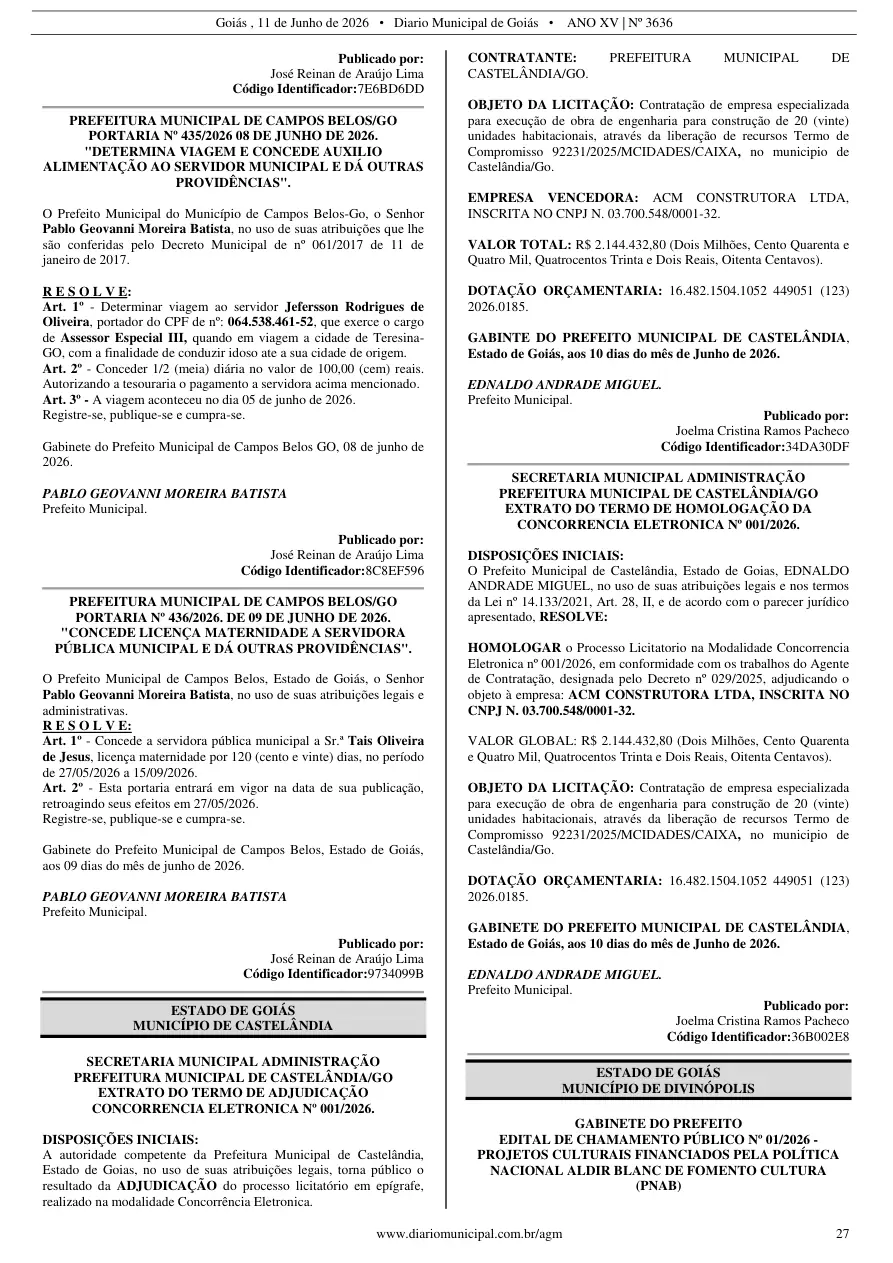 Goiás , 11 de Junho de 2026 • Diario Municipal de Goiás • ANO XV | Nº 3636
Publicado por:
José Reinan de Araújo Lima
Código Identificador:7E6BD6DD
PREFEITURA MUNICIPAL DE CAMPOS BELOS/GO
PORTARIA Nº 435/2026 08 DE JUNHO DE 2026.
"DETERMINA VIAGEM E CONCEDE AUXILIO
ALIMENTAÇÃO AO SERVIDOR MUNICIPAL E DÁ OUTRAS
PROVIDÊNCIAS".
O Prefeito Municipal do Município de Campos Belos-Go, o Senhor
Pablo Geovanni Moreira Batista, no uso de suas atribuições que lhe
são conferidas pelo Decreto Municipal de nº 061/2017 de 11 de
janeiro de 2017.
R E S O L V E:
Art. 1º - Determinar viagem ao servidor Jefersson Rodrigues de
Oliveira, portador do CPF de nº: 064.538.461-52, que exerce o cargo
de Assessor Especial III, quando em viagem a cidade de Teresina-
GO, com a finalidade de conduzir idoso ate a sua cidade de origem.
Art. 2º - Conceder 1/2 (meia) diária no valor de 100,00 (cem) reais.
Autorizando a tesouraria o pagamento a servidora acima mencionado.
Art. 3º - A viagem aconteceu no dia 05 de junho de 2026.
Registre-se, publique-se e cumpra-se.
Gabinete do Prefeito Municipal de Campos Belos GO, 08 de junho de
2026.
PABLO GEOVANNI MOREIRA BATISTA
Prefeito Municipal.
Publicado por:
José Reinan de Araújo Lima
Código Identificador:8C8EF596
PREFEITURA MUNICIPAL DE CAMPOS BELOS/GO
PORTARIA Nº 436/2026. DE 09 DE JUNHO DE 2026.
"CONCEDE LICENÇA MATERNIDADE A SERVIDORA
PÚBLICA MUNICIPAL E DÁ OUTRAS PROVIDÊNCIAS".
O Prefeito Municipal de Campos Belos, Estado de Goiás, o Senhor
Pablo Geovanni Moreira Batista, no uso de suas atribuições legais e
administrativas.
R E S O L V E:
Art. 1º - Concede a servidora pública municipal a Sr.ª Tais Oliveira
de Jesus, licença maternidade por 120 (cento e vinte) dias, no período
de 27/05/2026 a 15/09/2026.
Art. 2º - Esta portaria entrará em vigor na data de sua publicação,
retroagindo seus efeitos em 27/05/2026.
Registre-se, publique-se e cumpra-se.
Gabinete do Prefeito Municipal de Campos Belos, Estado de Goiás,
aos 09 dias do mês de junho de 2026.
PABLO GEOVANNI MOREIRA BATISTA
Prefeito Municipal.
Publicado por:
José Reinan de Araújo Lima
Código Identificador:9734099B
ESTADO DE GOIÁS
MUNICÍPIO DE CASTELÂNDIA
SECRETARIA MUNICIPAL ADMINISTRAÇÃO
PREFEITURA MUNICIPAL DE CASTELÂNDIA/GO
EXTRATO DO TERMO DE ADJUDICAÇÃO
CONCORRENCIA ELETRONICA Nº 001/2026.
DISPOSIÇÕES INICIAIS:
A autoridade competente da Prefeitura Municipal de Castelândia,
Estado de Goias, no uso de suas atribuições legais, torna público o
resultado da ADJUDICAÇÃO do processo licitatório em epígrafe,
realizado na modalidade Concorrência Eletronica.
CONTRATANTE: PREFEITURA MUNICIPAL DE
CASTELÂNDIA/GO.
OBJETO DA LICITAÇÃO: Contratação de empresa especializada
para execução de obra de engenharia para construção de 20 (vinte)
unidades habitacionais, através da liberação de recursos Termo de
Compromisso 92231/2025/MCIDADES/CAIXA, no municipio de
Castelândia/Go.
EMPRESA VENCEDORA: ACM CONSTRUTORA LTDA,
INSCRITA NO CNPJ N. 03.700.548/0001-32.
VALOR TOTAL: R$ 2.144.432,80 (Dois Milhões, Cento Quarenta e
Quatro Mil, Quatrocentos Trinta e Dois Reais, Oitenta Centavos).
DOTAÇÃO ORÇAMENTARIA: 16.482.1504.1052 449051 (123)
2026.0185.
GABINTE DO PREFEITO MUNICIPAL DE CASTELÂNDIA,
Estado de Goiás, aos 10 dias do mês de Junho de 2026.
EDNALDO ANDRADE MIGUEL.
Prefeito Municipal.
Publicado por:
Joelma Cristina Ramos Pacheco
Código Identificador:34DA30DF
SECRETARIA MUNICIPAL ADMINISTRAÇÃO
PREFEITURA MUNICIPAL DE CASTELÂNDIA/GO
EXTRATO DO TERMO DE HOMOLOGAÇÃO DA
CONCORRENCIA ELETRONICA Nº 001/2026.
DISPOSIÇÕES INICIAIS:
O Prefeito Municipal de Castelândia, Estado de Goias, EDNALDO
ANDRADE MIGUEL, no uso de suas atribuições legais e nos termos
da Lei nº 14.133/2021, Art. 28, II, e de acordo com o parecer jurídico
apresentado, RESOLVE:
HOMOLOGAR o Processo Licitatorio na Modalidade Concorrencia
Eletronica nº 001/2026, em conformidade com os trabalhos do Agente
de Contratação, designada pelo Decreto nº 029/2025, adjudicando o
objeto à empresa: ACM CONSTRUTORA LTDA, INSCRITA NO
CNPJ N. 03.700.548/0001-32.
VALOR GLOBAL: R$ 2.144.432,80 (Dois Milhões, Cento Quarenta
e Quatro Mil, Quatrocentos Trinta e Dois Reais, Oitenta Centavos).
OBJETO DA LICITAÇÃO: Contratação de empresa especializada
para execução de obra de engenharia para construção de 20 (vinte)
unidades habitacionais, através da liberação de recursos Termo de
Compromisso 92231/2025/MCIDADES/CAIXA, no municipio de
Castelândia/Go.
DOTAÇÃO ORÇAMENTARIA: 16.482.1504.1052 449051 (123)
2026.0185.
GABINETE DO PREFEITO MUNICIPAL DE CASTELÂNDIA,
Estado de Goiás, aos 10 dias do mês de Junho de 2026.
EDNALDO ANDRADE MIGUEL.
Prefeito Municipal.
Publicado por:
Joelma Cristina Ramos Pacheco
Código Identificador:36B002E8
ESTADO DE GOIÁS
MUNICÍPIO DE DIVINÓPOLIS
GABINETE DO PREFEITO
EDITAL DE CHAMAMENTO PÚBLICO Nº 01/2026 -
PROJETOS CULTURAIS FINANCIADOS PELA POLÍTICA
NACIONAL ALDIR BLANC DE FOMENTO CULTURA
(PNAB)
www.diariomunicipal.com.br/agm 27